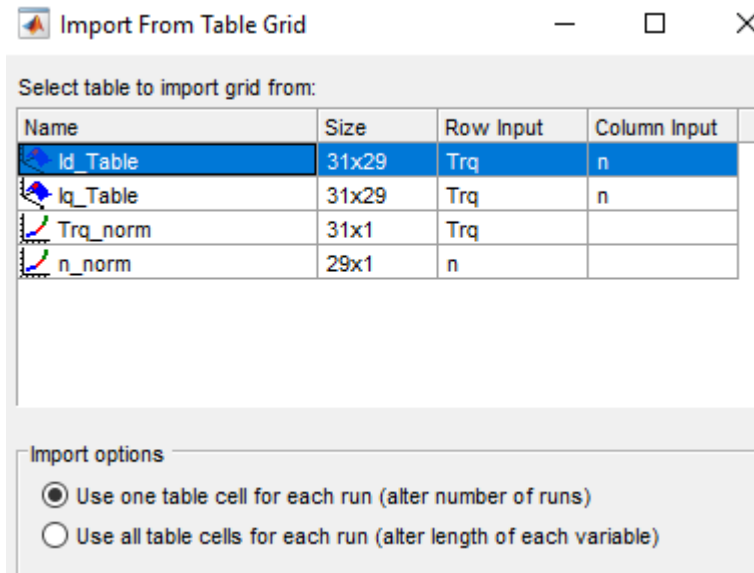 Import From Table Grid
Select table to import grid from:
Name Size Row Input Column Input
Id_Table 31x29 Trq n
Iq_Table 31x29 Trq n
Trq_norm 31x1 Trq
n_norm 29x1 n
Import options
Use one table cell for each run (alter number of runs)
Use all table cells for each run (alter length of each variable)